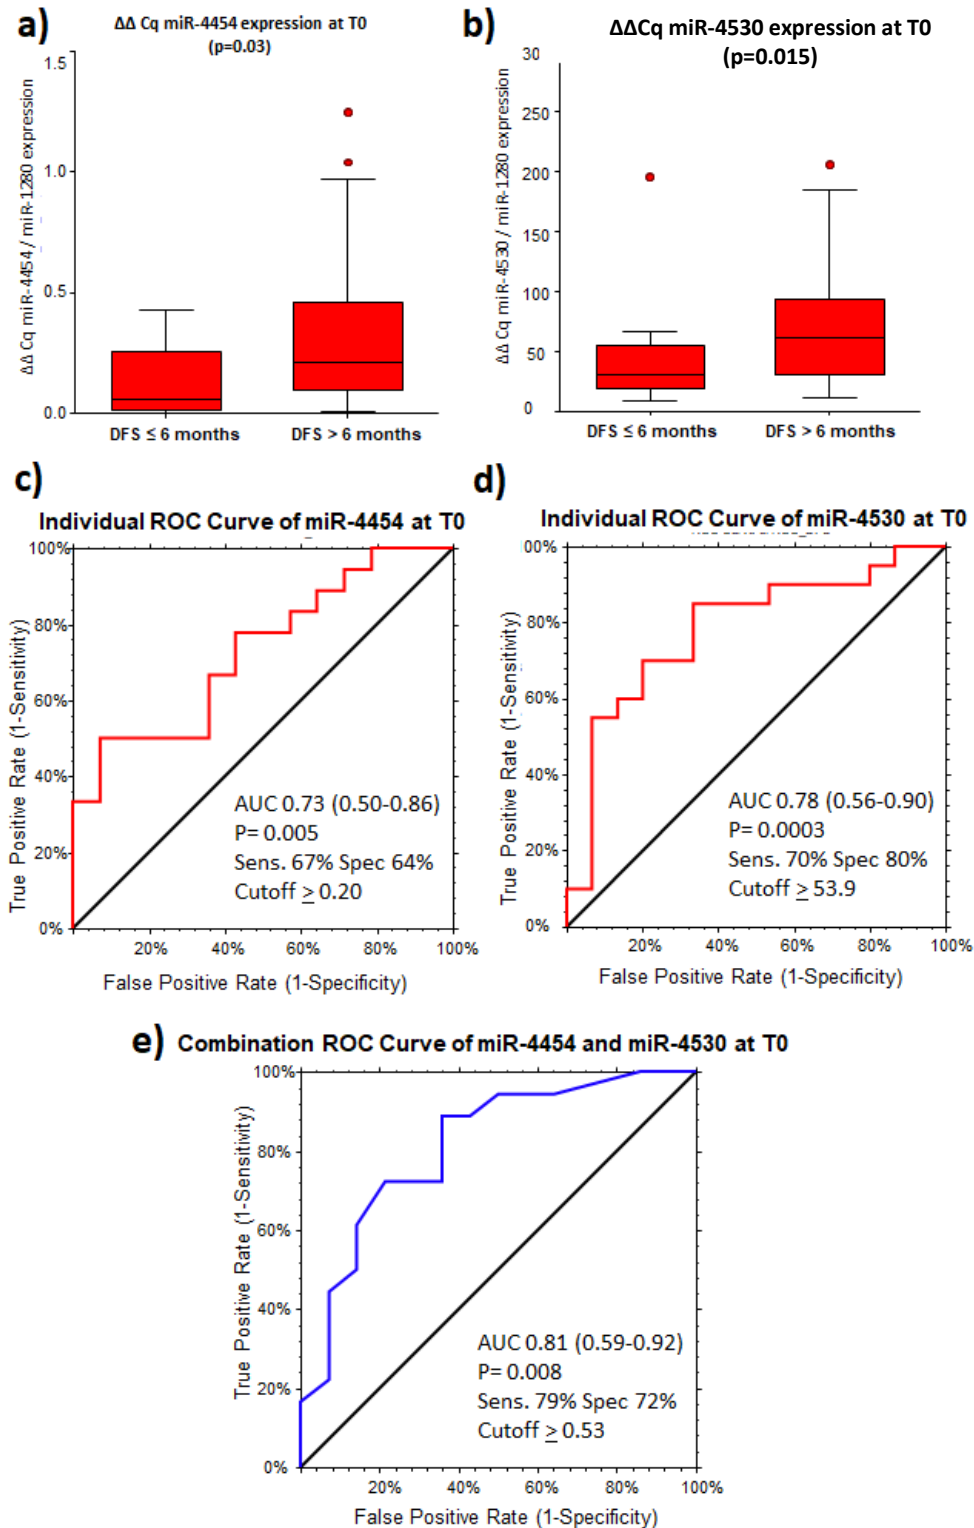 a)
ΔΔ Cq miR-4454 expression at T0
(p=0.03)
ΔΔ Cq miR-4454 / miR-1280 expression
1.5
1.0
0.5
0.0
DFS ≤ 6 months
DFS > 6 months
b)
ΔΔCq miR-4530 expression at T0
(p=0.015)
ΔΔ Cq miR-4530 / miR-1280 expression
30
250
200
150
100
50
0
DFS ≤ 6 months
DFS > 6 months
c)
Individual ROC Curve of miR-4454 at T0
True Positive Rate (1-Sensitivity)
100%
80%
60%
40%
20%
0%
AUC 0.73 (0.50-0.86)
P= 0.005
Sens. 67% Spec 64%
Cutoff ≥ 0.20
20%
40%
60%
80%
100%
False Positive Rate (1-Specificity)
d)
Individual ROC Curve of miR-4530 at T0
True Positive Rate (1-Sensitivity)
00%
80%
60%
40%
20%
0%
AUC 0.78 (0.56-0.90)
P= 0.0003
Sens. 70% Spec 80%
Cutoff ≥ 53.9
20%
40%
60%
80%
100%
False Positive Rate (1-Specificity)
e)
Combination ROC Curve of miR-4454 and miR-4530 at T0
True Positive Rate (1-Sensitivity)
100%
80%
60%
40%
20%
0%
AUC 0.81 (0.59-0.92)
P= 0.008
Sens. 79% Spec 72%
Cutoff ≥ 0.53
20%
40%
60%
80%
100%
False Positive Rate (1-Specificity)